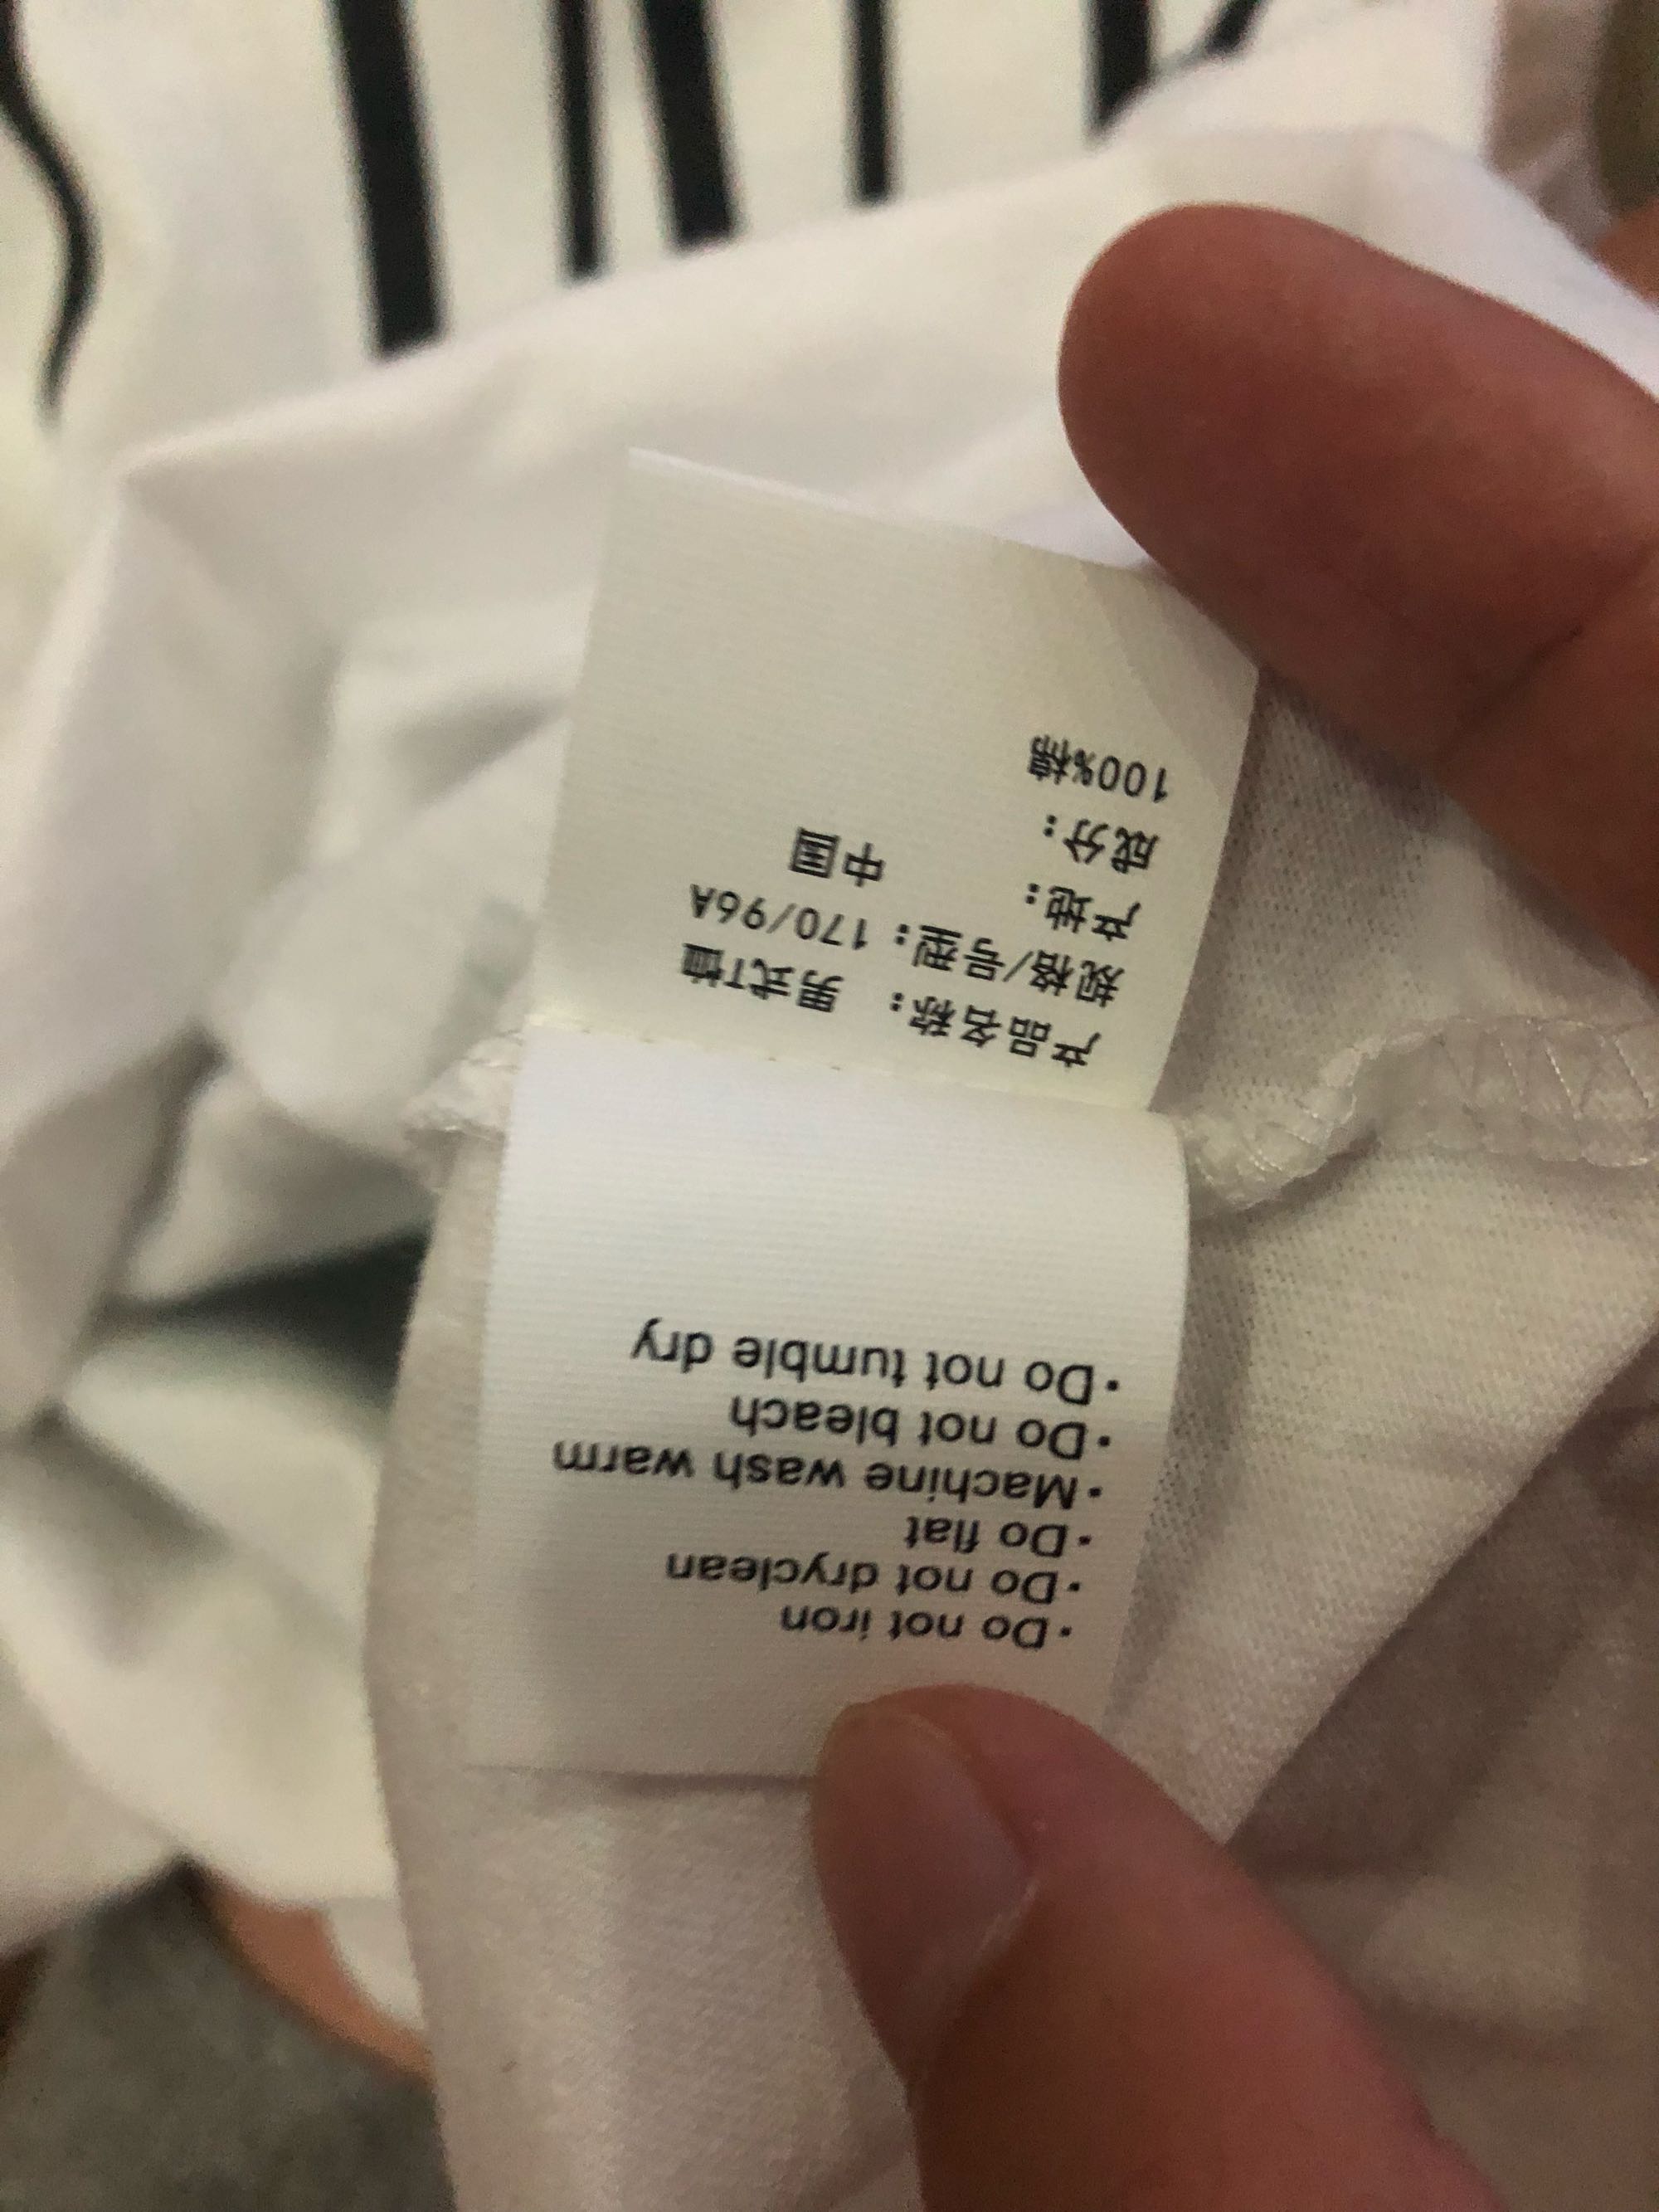 ·Do not iron
·Do not dryclean
·Do flat
·Machine wash warm
·Do not bleach
·Do not tumble dry
产品名称： 男式T恤
规格/号型：170/96A
产地： 中国
成分：
100%棉